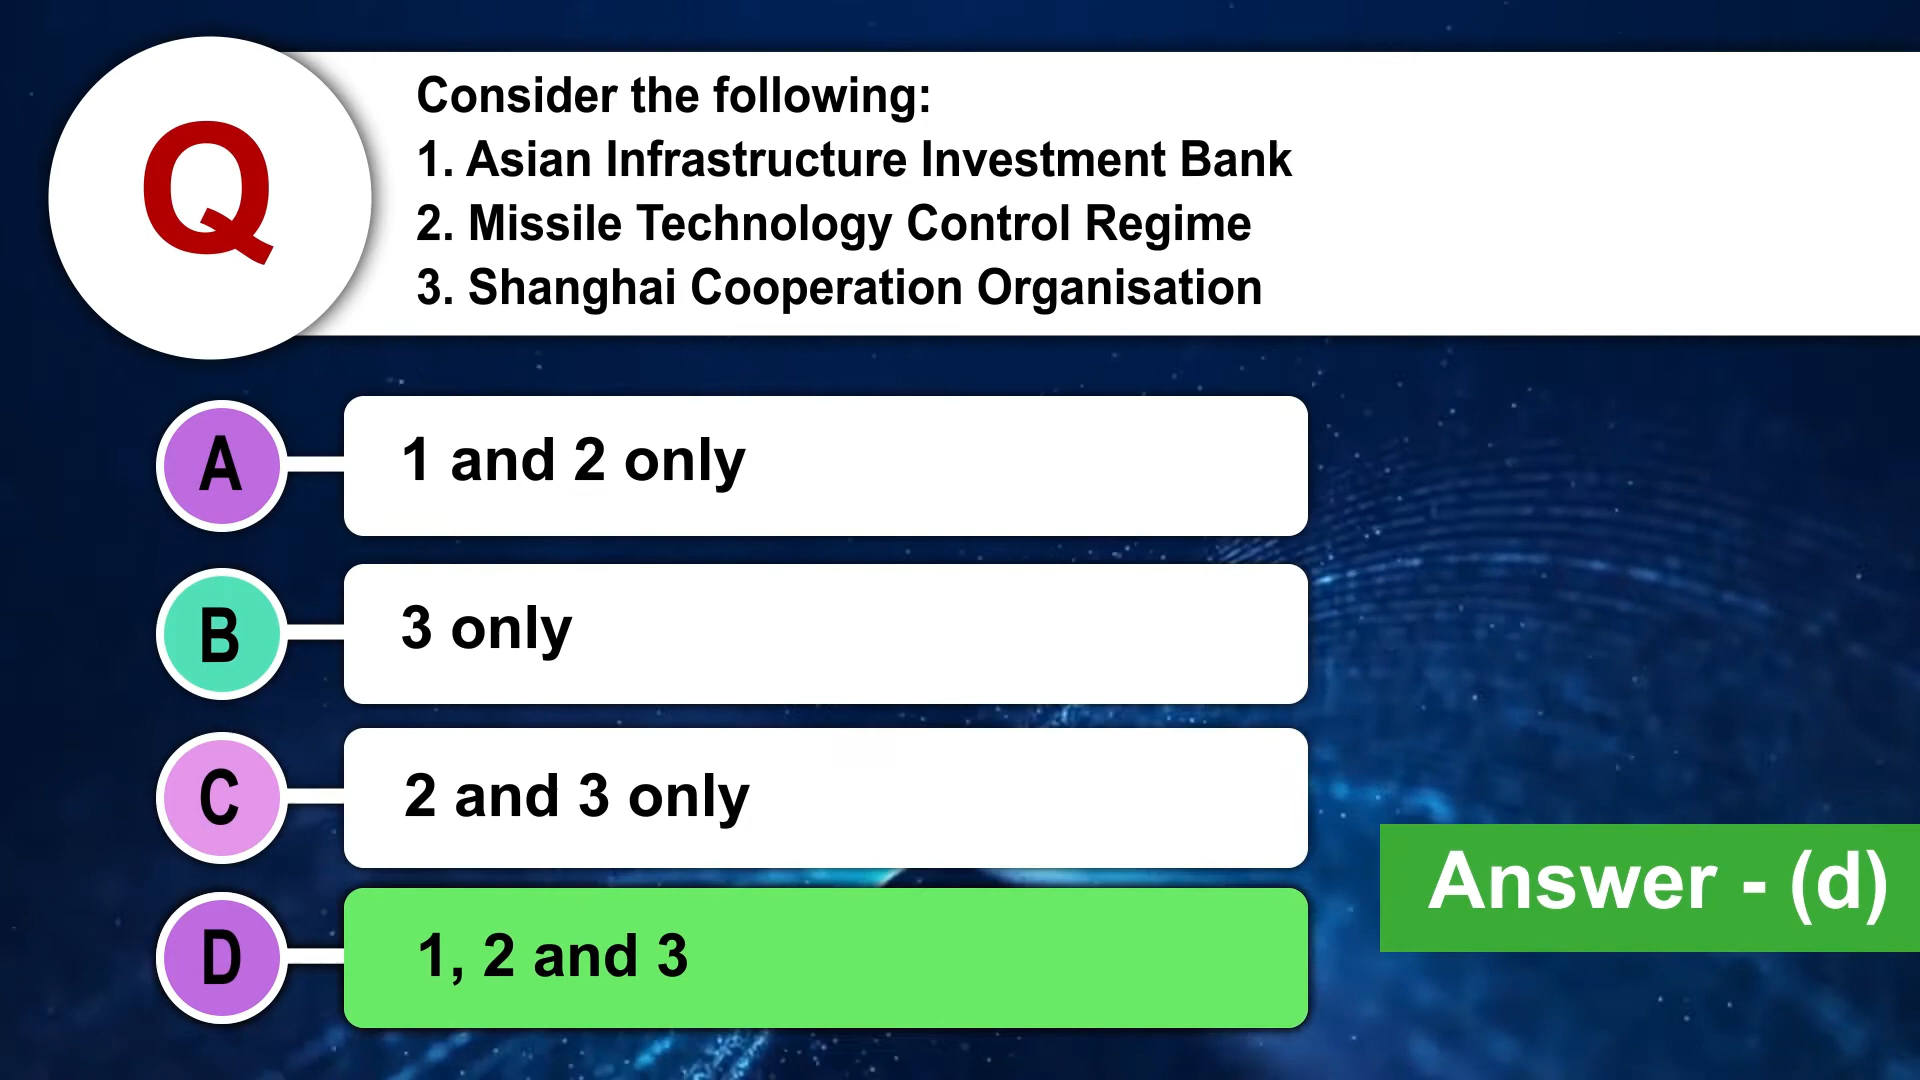 Q
Consider the following:
1. Asian Infrastructure Investment Bank
2. Missile Technology Control Regime
3. Shanghai Cooperation Organisation
A
1 and 2 only
B
3 only
C
2 and 3 only
D
1, 2 and 3
Answer - (d)